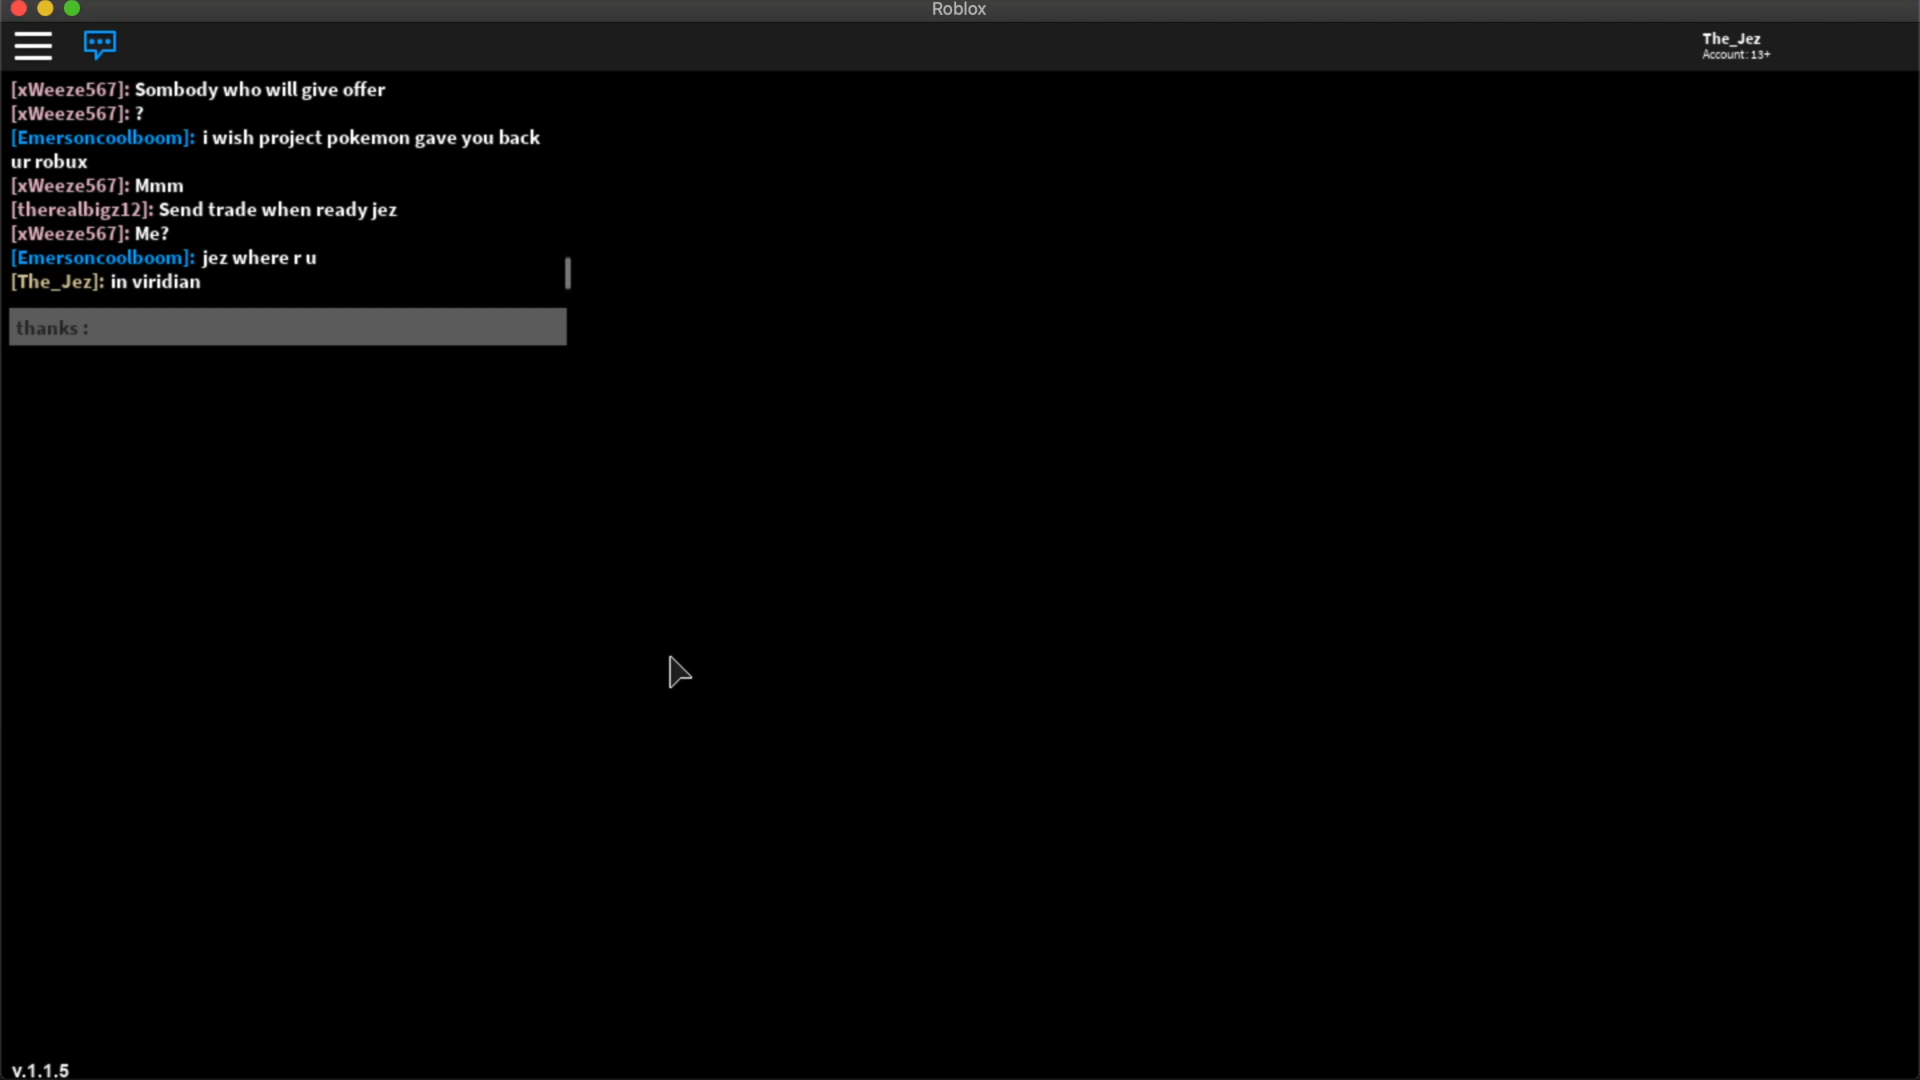 Roblox
The_Jez
Account: 13+
[xWeeze567]: Sombody who will give offer
[xWeeze567]: ?
[Emersoncoolboom]: i wish project pokemon gave you back
ur robux
[xWeeze567]: Mmm
[therealbigz12]: Send trade when ready jez
[xWeeze567]: Me?
[Emersoncoolboom]: jez where r u
[The_Jez]: in viridian
thanks :
v.1.1.5